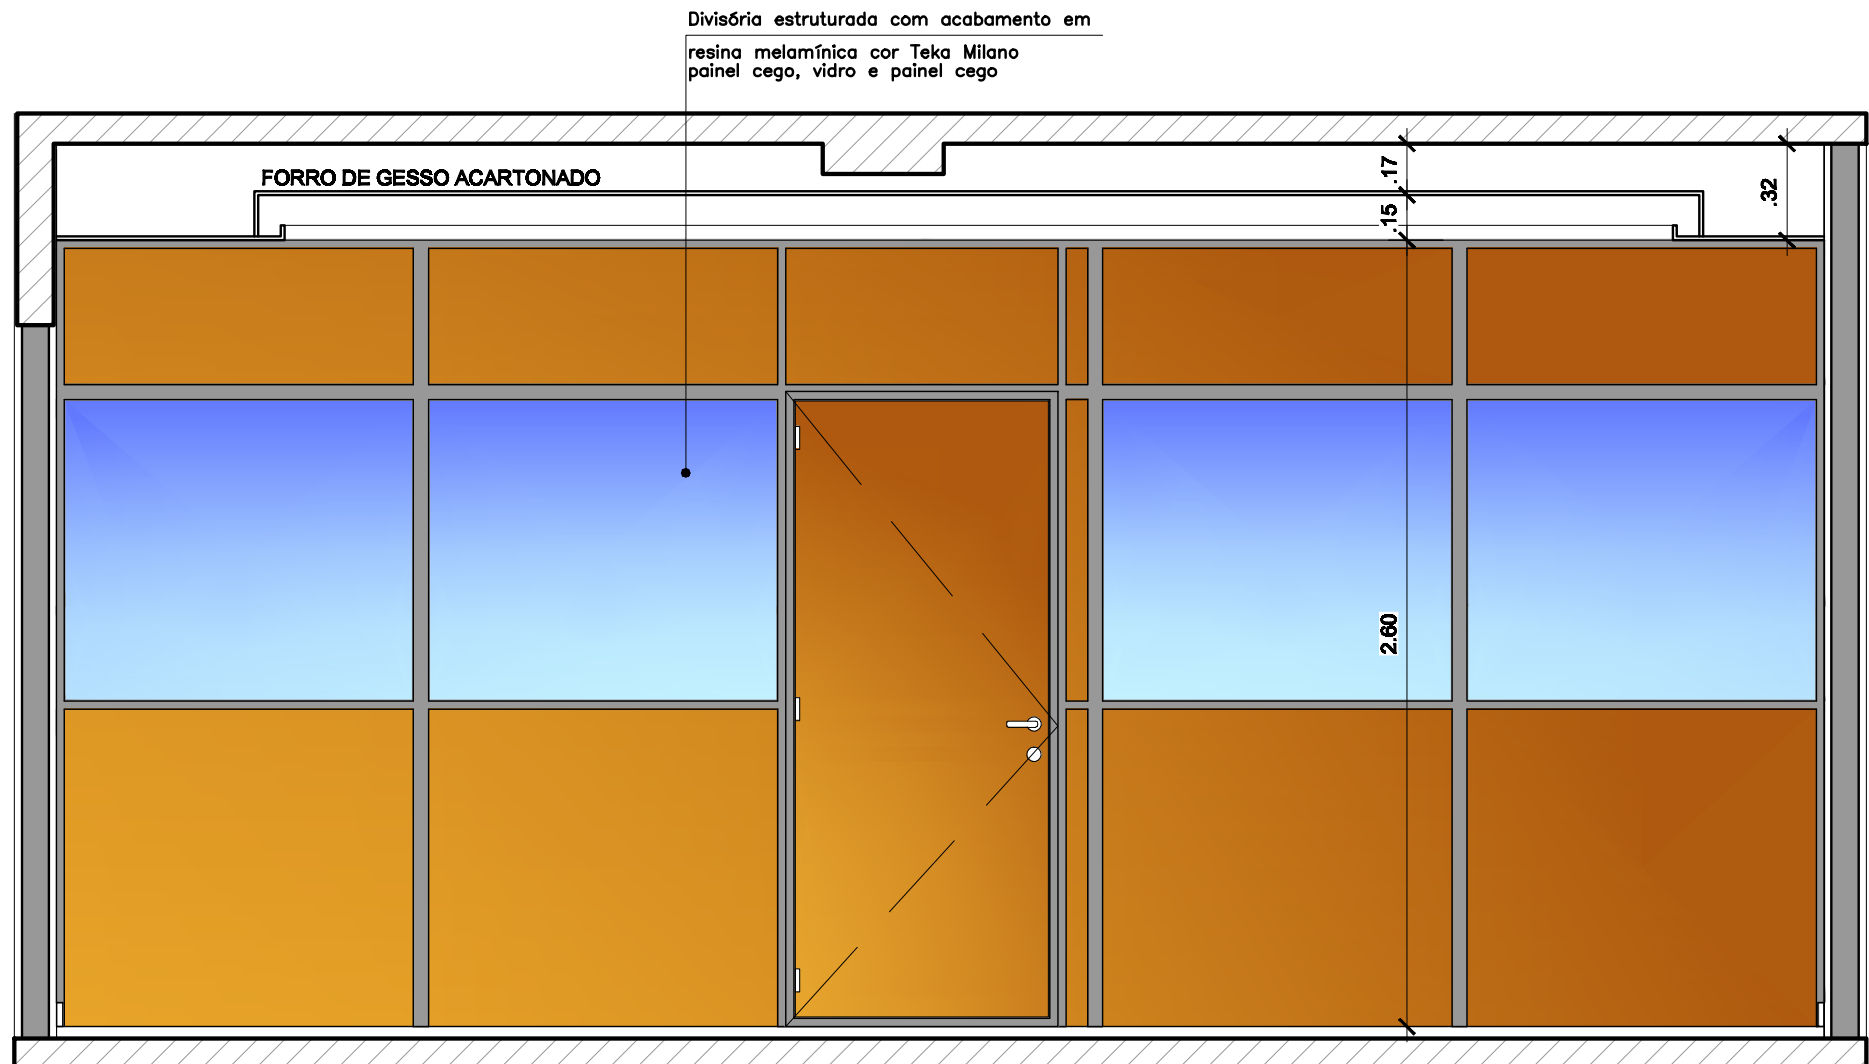 Divisória estruturada com acabamento em
resina melamínica cor Teka Milano
painel cego, vidro e painel cego
FORRO DE GESSO ACARTONADO
.17
.32
.15
2.60